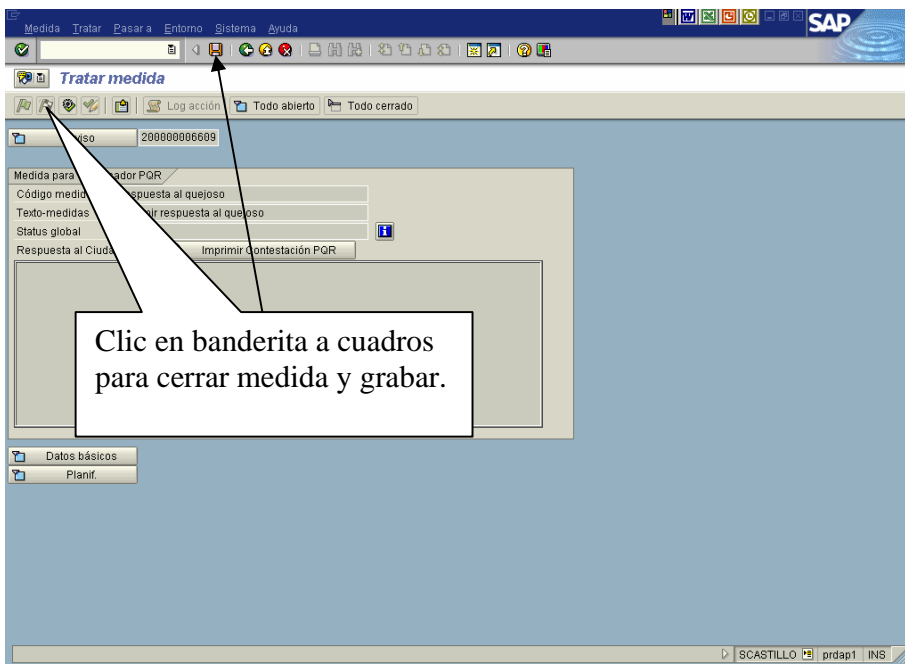 Medida Tratar Pasar a Entorno Sistema Ayuda
SAP
Tratar medida
Log acción Todo abierto Todo cerrado
viso 200000006609
Medida para ador PQR
Código medid spuesta al quejoso
Texto-medidas ir respuesta al quejoso
Status global
Respuesta al Ciuda Imprimir Contestación PQR
Clic en banderita a cuadros
para cerrar medida y grabar.
Datos básicos
Planif.
SCASTILLO prdap1 INS